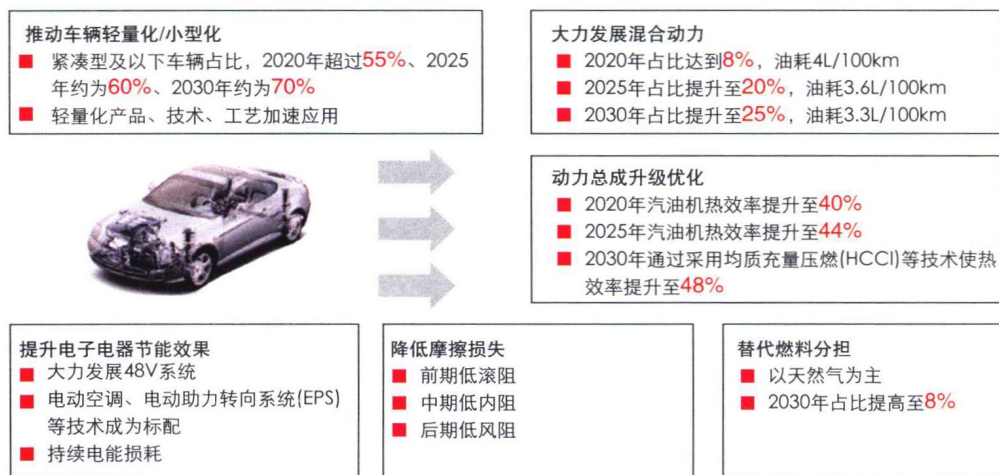 推动车辆轻量化/小型化
紧凑型及以下车辆占比，2020年超过55%、2025
年约为60%、2030年约为70%
轻量化产品、技术、工艺加速应用
大力发展混合动力
2020年占比达到8%，油耗4L/100km
2025年占比提升至20%，油耗3.6L/100km
2030年占比提升至25%，油耗3.3L/100km
动力总成升级优化
2020年汽油机热效率提升至40%
2025年汽油机热效率提升至44%
2030年通过采用均质充量压燃(HCCI)等技术使热
效率提升至48%
提升电子电器节能效果
大力发展48V系统
电动空调、电动助力转向系统(EPS)
等技术成为标配
持续电能损耗
降低摩擦损失
前期低滚阻
中期低内阻
后期低风阻
替代燃料分担
以天然气为主
2030年占比提高至8%